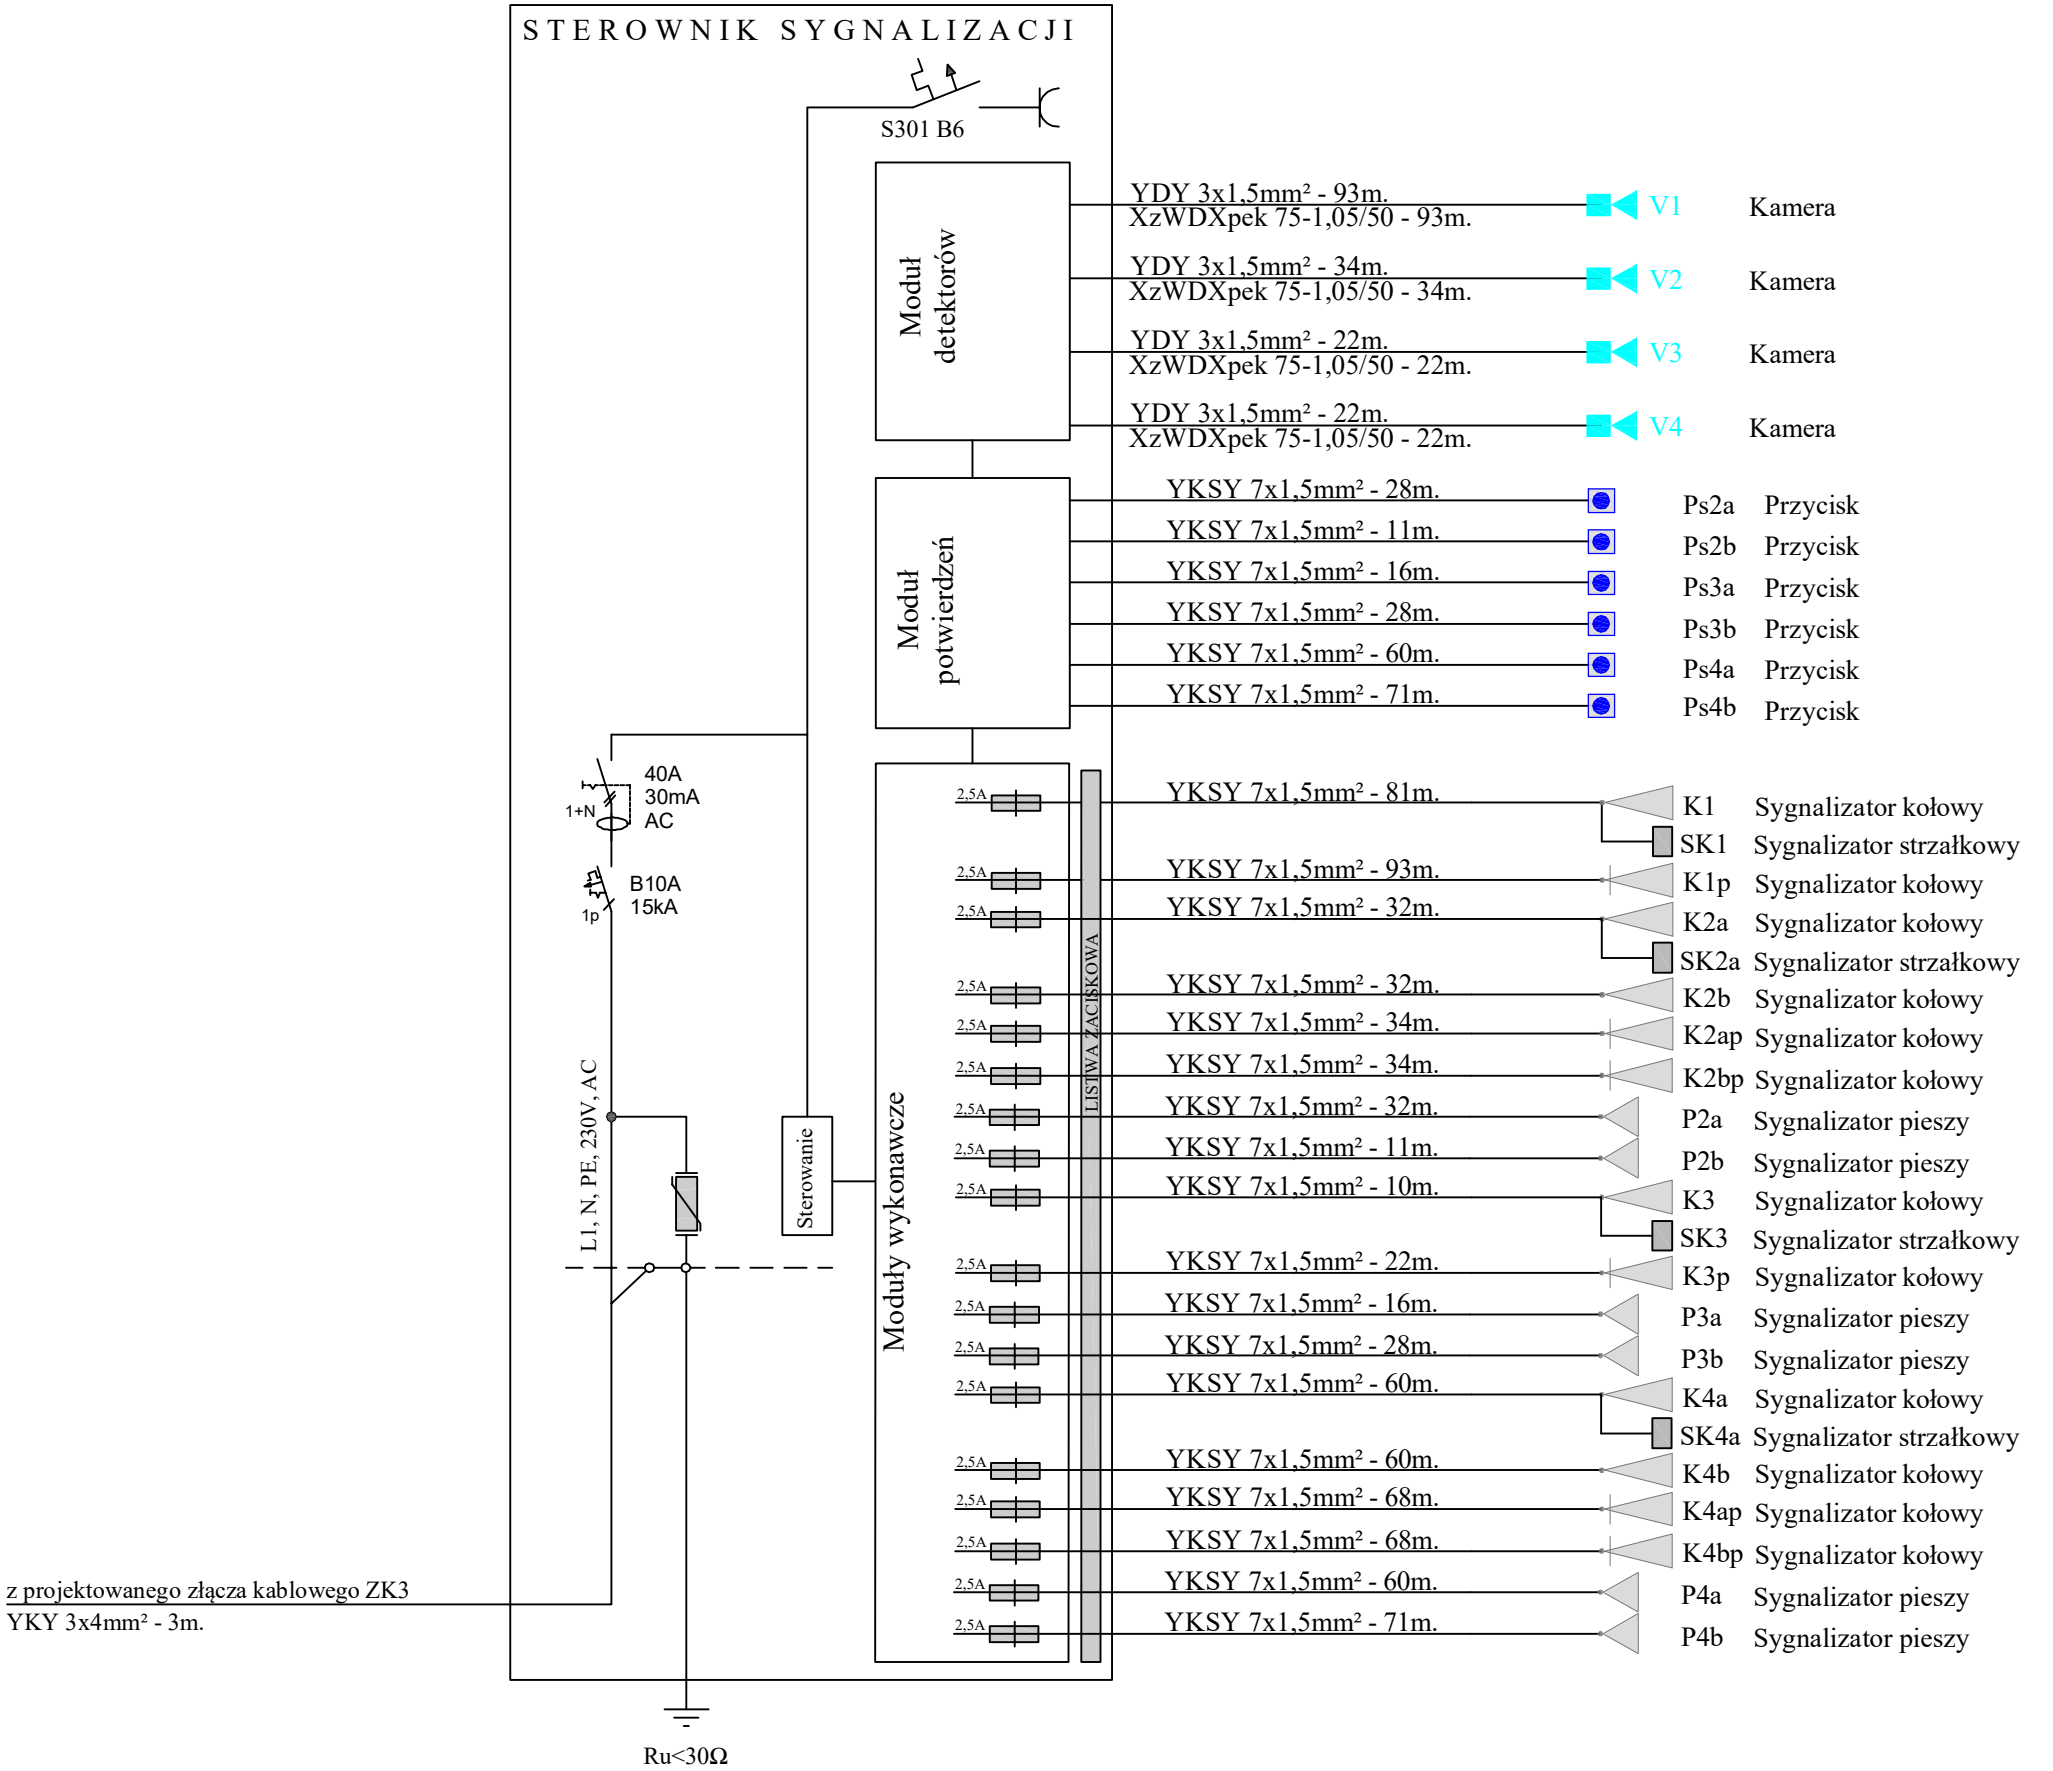 STEROWNIK SYGNALIZACJI
S301 B6
Moduł
detektorów
YDY 3x1,5mm² - 93m.
XzWDXpek 75-1,05/50 - 93m.
V1 Kamera
YDY 3x1,5mm² - 34m.
XzWDXpek 75-1,05/50 - 34m.
V2 Kamera
YDY 3x1,5mm² - 22m.
XzWDXpek 75-1,05/50 - 22m.
V3 Kamera
YDY 3x1,5mm² - 22m.
XzWDXpek 75-1,05/50 - 22m.
V4 Kamera
Moduł
potwierdzeń
YKSY 7x1,5mm² - 28m. Ps2a Przycisk
YKSY 7x1,5mm² - 11m. Ps2b Przycisk
YKSY 7x1,5mm² - 16m. Ps3a Przycisk
YKSY 7x1,5mm² - 28m. Ps3b Przycisk
YKSY 7x1,5mm² - 60m. Ps4a Przycisk
YKSY 7x1,5mm² - 71m. Ps4b Przycisk
40A
30mA
AC
1+N
B10A
15kA
1p
L1, N, PE, 230V, AC
Sterowanie
Moduły wykonawcze
LISTWA ZACISKOWA
2,5A YKSY 7x1,5mm² - 81m. K1 Sygnalizator kołowy
SK1 Sygnalizator strzałkowy
2,5A YKSY 7x1,5mm² - 93m. K1p Sygnalizator kołowy
2,5A YKSY 7x1,5mm² - 32m. K2a Sygnalizator kołowy
SK2a Sygnalizator strzałkowy
2,5A YKSY 7x1,5mm² - 32m. K2b Sygnalizator kołowy
2,5A YKSY 7x1,5mm² - 34m. K2ap Sygnalizator kołowy
2,5A YKSY 7x1,5mm² - 34m. K2bp Sygnalizator kołowy
2,5A YKSY 7x1,5mm² - 32m. P2a Sygnalizator pieszy
2,5A YKSY 7x1,5mm² - 11m. P2b Sygnalizator pieszy
2,5A YKSY 7x1,5mm² - 10m. K3 Sygnalizator kołowy
SK3 Sygnalizator strzałkowy
2,5A YKSY 7x1,5mm² - 22m. K3p Sygnalizator kołowy
2,5A YKSY 7x1,5mm² - 16m. P3a Sygnalizator pieszy
2,5A YKSY 7x1,5mm² - 28m. P3b Sygnalizator pieszy
2,5A YKSY 7x1,5mm² - 60m. K4a Sygnalizator kołowy
SK4a Sygnalizator strzałkowy
2,5A YKSY 7x1,5mm² - 60m. K4b Sygnalizator kołowy
2,5A YKSY 7x1,5mm² - 68m. K4ap Sygnalizator kołowy
2,5A YKSY 7x1,5mm² - 68m. K4bp Sygnalizator kołowy
2,5A YKSY 7x1,5mm² - 60m. P4a Sygnalizator pieszy
2,5A YKSY 7x1,5mm² - 71m. P4b Sygnalizator pieszy
z projektowanego złącza kablowego ZK3
YKY 3x4mm² - 3m.
Ru<30Ω